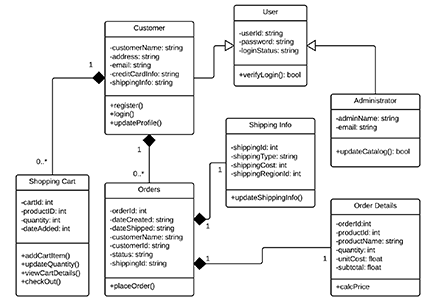 User
-userId: string
-password: string
-loginStatus: string
+verifyLogin(): bool
Customer
-customerName: string
-address: string
-email: string
-creditCardInfo: string
-shippingInfo: string
+register()
+login()
+updateProfile()
Administrator
-adminName: string
-email: string
+updateCatalog(): bool
1
0..*
1
0..*
Shopping Cart
-cartId: int
-productID: int
-quantity: int
-dateAdded: int
+addCartItem()
+updateQuantity()
+viewCartDetails()
+checkOut()
Orders
-orderId: int
-dateCreated: string
-dateShipped: string
-customerName: string
-customerId: string
-status: string
-shippingId: string
+placeOrder()
Shipping Info
-shippingId: int
-shippingType: string
-shippingCost: int
-shippingRegionId: int
+updateShippingInfo()
1
1
Order Details
-orderId:int
-productId: int
-productName: string
-quantity: int
-unitCost: float
-subtotal: float
+calcPrice
1
1